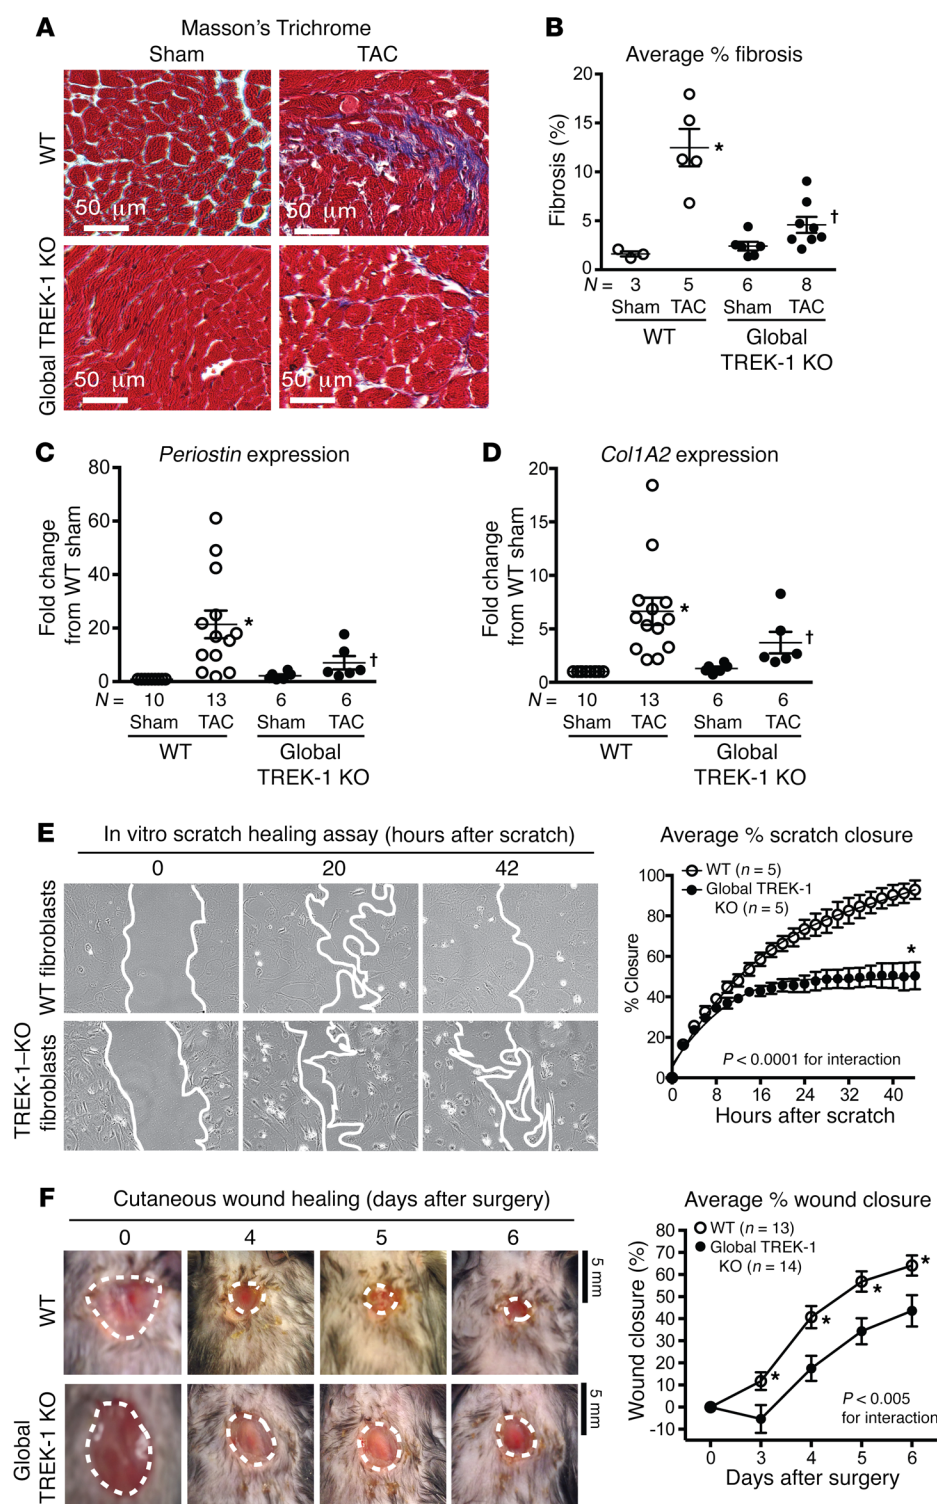 A
Masson's Trichrome
Sham
TAC
WT
Global TREK-1 KO
50 μm
50 μm
50 μm
50 μm
B
Average % fibrosis
Fibrosis (%)
20
15
10
5
0
*
†
N = 3 5 6 8
Sham TAC Sham TAC
WT
Global
TREK-1 KO
C
Periostin expression
Fold change
from WT sham
80
60
40
20
0
*
†
N = 10 13 6 6
Sham TAC Sham TAC
WT
Global
TREK-1 KO
D
Col1A2 expression
Fold change
from WT sham
20
15
10
5
0
*
†
N = 10 13 6 6
Sham TAC Sham TAC
WT
Global
TREK-1 KO
E
In vitro scratch healing assay (hours after scratch)
0 20 42
WT fibroblasts
TREK-1–KO
fibroblasts
Average % scratch closure
WT (n = 5)
Global TREK-1
KO (n = 5)
% Closure
100
80
60
40
20
0
*
P < 0.0001 for interaction
0 8 16 24 32 40
Hours after scratch
F
Cutaneous wound healing (days after surgery)
0 4 5 6
WT
Global
TREK-1 KO
5 mm
5 mm
Average % wound closure
WT (n = 13)
Global TREK-1
KO (n = 14)
Wound closure (%)
80
70
60
50
40
30
20
10
0
-10
*
*
*
*
P < 0.005
for interaction
0 3 4 5 6
Days after surgery